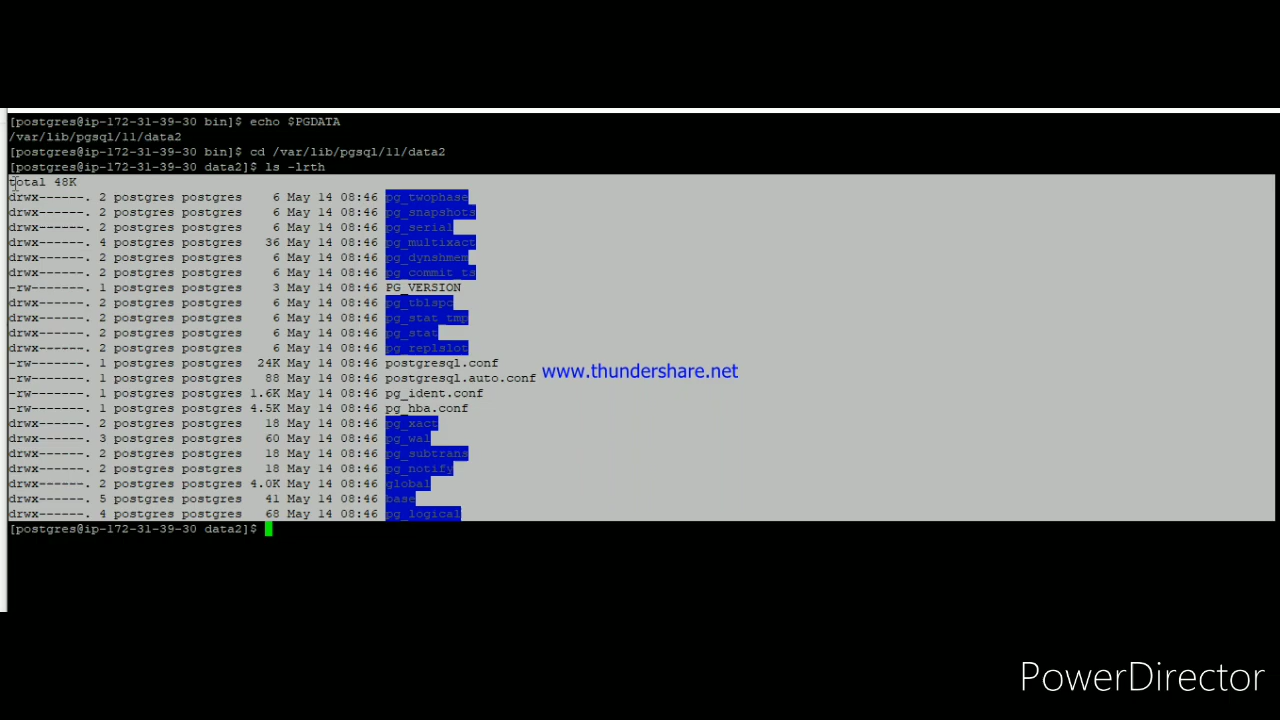 [postgres@ip-172-31-39-30 bin]$ echo $PGDATA
/var/lib/pgsql/11/data2
[postgres@ip-172-31-39-30 bin]$ cd /var/lib/pgsql/11/data2
[postgres@ip-172-31-39-30 data2]$ ls -lrth
total 48K
drwx------. 2 postgres postgres    6 May 14 08:46 pg_twophase
drwx------. 2 postgres postgres    6 May 14 08:46 pg_snapshots
drwx------. 2 postgres postgres    6 May 14 08:46 pg_serial
drwx------. 4 postgres postgres   36 May 14 08:46 pg_multixact
drwx------. 2 postgres postgres    6 May 14 08:46 pg_dynshmem
drwx------. 2 postgres postgres    6 May 14 08:46 pg_commit_ts
-rw-------. 1 postgres postgres    3 May 14 08:46 PG_VERSION
drwx------. 2 postgres postgres    6 May 14 08:46 pg_tblspc
drwx------. 2 postgres postgres    6 May 14 08:46 pg_stat_tmp
drwx------. 2 postgres postgres    6 May 14 08:46 pg_stat
drwx------. 2 postgres postgres    6 May 14 08:46 pg_replslot
-rw-------. 1 postgres postgres  24K May 14 08:46 postgresql.conf
www.thundershare.net
-rw-------. 1 postgres postgres   88 May 14 08:46 postgresql.auto.conf
-rw-------. 1 postgres postgres 1.6K May 14 08:46 pg_ident.conf
-rw-------. 1 postgres postgres 4.5K May 14 08:46 pg_hba.conf
drwx------. 2 postgres postgres   18 May 14 08:46 pg_xact
drwx------. 3 postgres postgres   60 May 14 08:46 pg_wal
drwx------. 2 postgres postgres   18 May 14 08:46 pg_subtrans
drwx------. 2 postgres postgres   18 May 14 08:46 pg_notify
drwx------. 2 postgres postgres 4.0K May 14 08:46 global
drwx------. 5 postgres postgres   41 May 14 08:46 base
drwx------. 4 postgres postgres   68 May 14 08:46 pg_logical
[postgres@ip-172-31-39-30 data2]$
PowerDirector